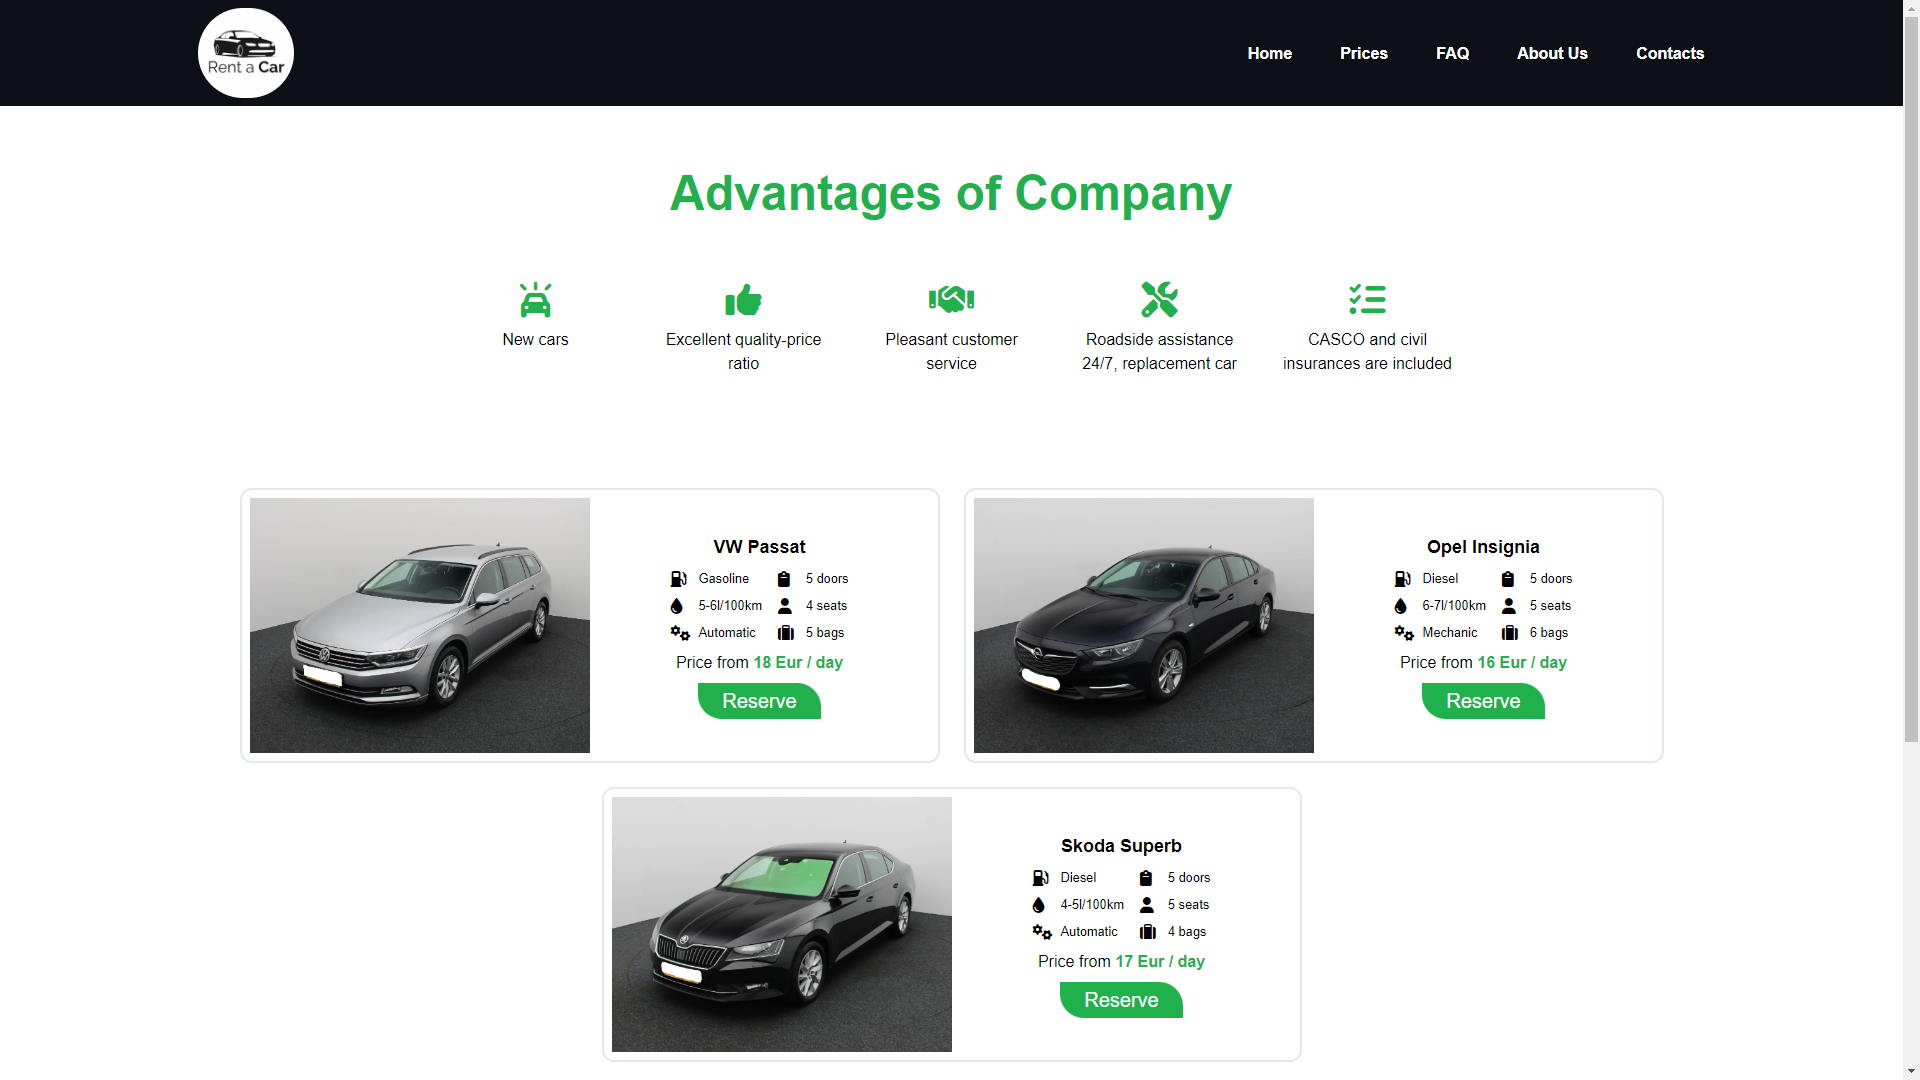 Rent a Car
Home
Prices
FAQ
About Us
Contacts
Advantages of Company
New cars
Excellent quality-price
ratio
Pleasant customer
service
Roadside assistance
24/7, replacement car
CASCO and civil
insurances are included
VW Passat
Gasoline
5 doors
5-6l/100km
4 seats
Automatic
5 bags
Price from 18 Eur / day
Reserve
Opel Insignia
Diesel
5 doors
6-7l/100km
5 seats
Mechanic
6 bags
Price from 16 Eur / day
Reserve
Skoda Superb
Diesel
5 doors
4-5l/100km
5 seats
Automatic
4 bags
Price from 17 Eur / day
Reserve